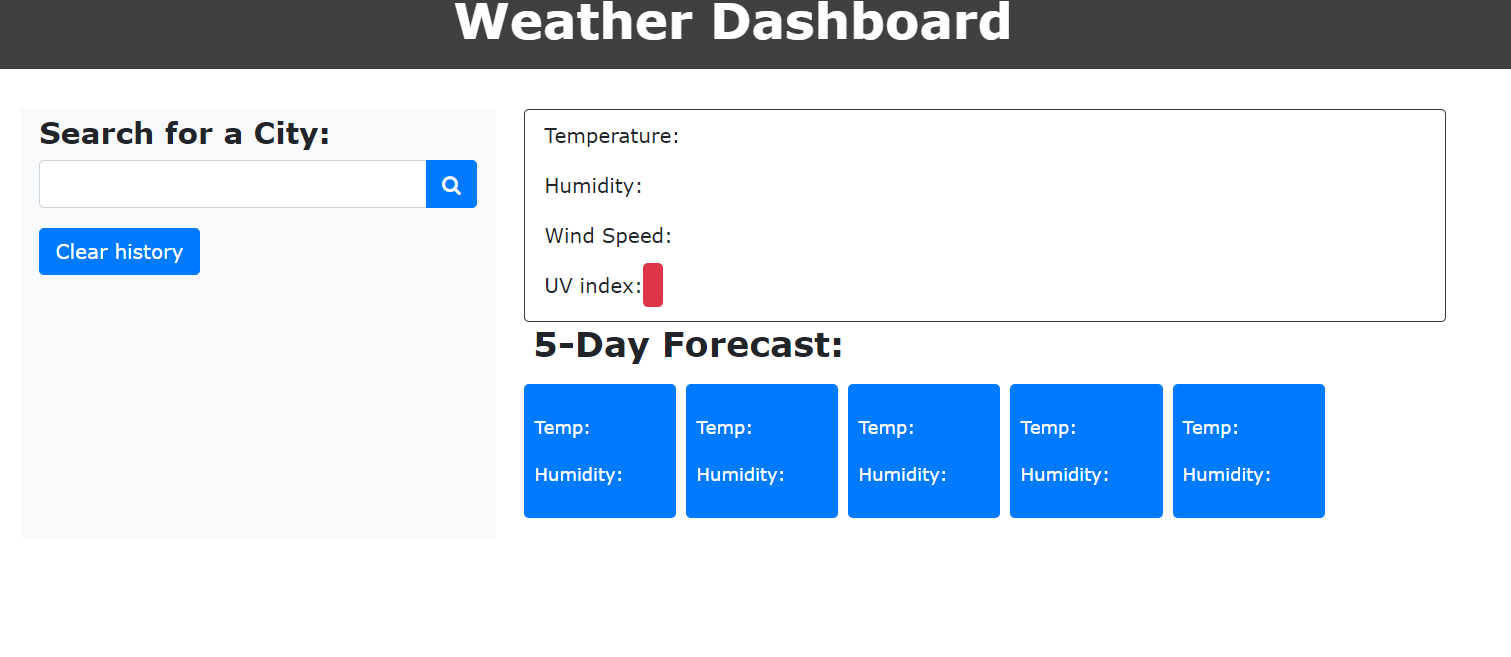 Weather Dashboard
Search for a City:
Clear history
Temperature:
Humidity:
Wind Speed:
UV index:
5-Day Forecast:
Temp:
Humidity:
Temp:
Humidity:
Temp:
Humidity:
Temp:
Humidity:
Temp:
Humidity: